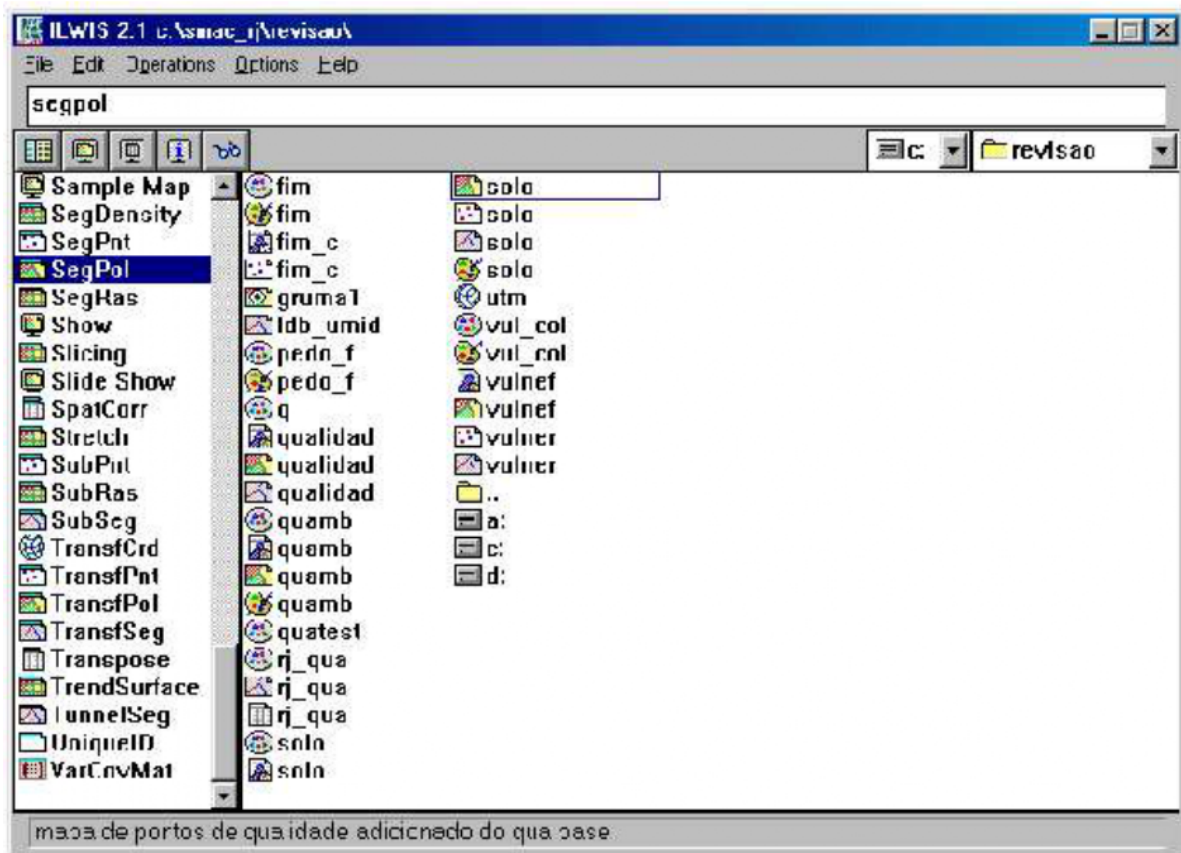 ILWIS 2.1 c:\smac_rj\revisao\
File Edit Operations Options Help
segpol
c: revisao
Sample Map
SegDensity
SegPnt
SegPol
SegRas
Show
Slicing
Slide Show
SpatCorr
Stretch
SubPnt
SubRas
SubSeg
TransfCrd
TransfPnt
TransfPol
TransfSeg
Transpose
TrendSurface
TunnelSeg
UniqueID
VarCovMat
fim
fim
fim_c
fim_c
gruma1
ldb_umid
pedo_f
pedo_f
q
qualidad
qualidad
qualidad
quamb
quamb
quamb
quamb
quatest
rj_qua
rj_qua
rj_qua
solo
solo
solo
solo
solo
solo
utm
vul_col
vul_col
vulnef
vulnef
vulner
vulner
..
a:
c:
d:
mapa de pontos de qualidade adicionado do qua base